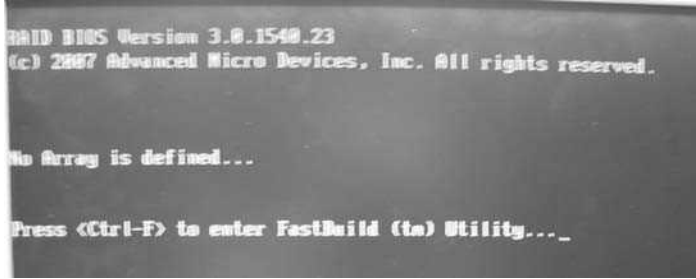 RAID BIOS Version 3.0.1540.23
(c) 2007 Advanced Micro Devices, Inc. All rights reserved.
No Array is defined...
Press <Ctrl-F> to enter FastBuild (tm) Utility..._